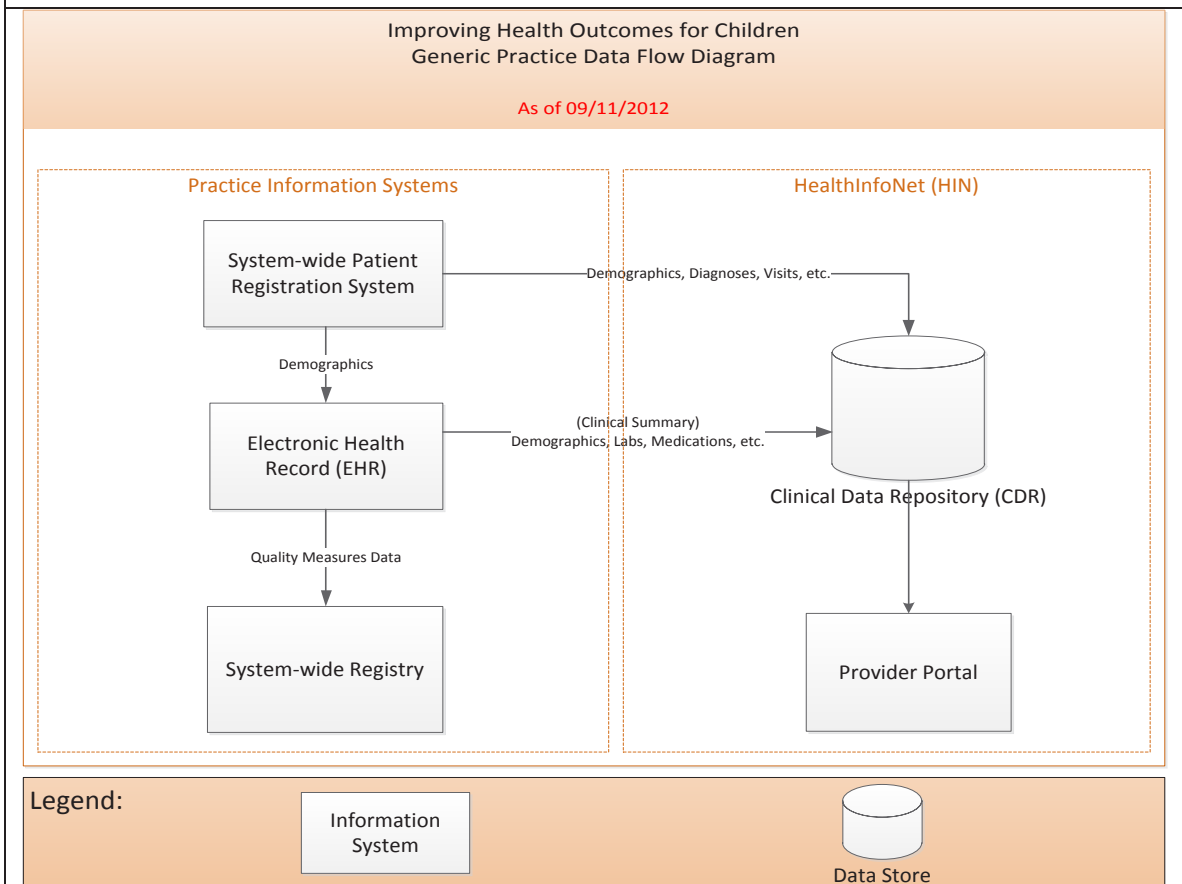 Improving Health Outcomes for Children
Generic Practice Data Flow Diagram
As of 09/11/2012
Practice Information Systems
HealthInfoNet (HIN)
System-wide Patient
Registration System
Demographics, Diagnoses, Visits, etc.
Demographics
Electronic Health
Record (EHR)
(Clinical Summary)
Demographics, Labs, Medications, etc.
Clinical Data Repository (CDR)
Quality Measures Data
System-wide Registry
Provider Portal
Legend:
Information
System
Data Store